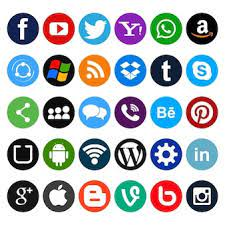 f Y! a
t S
Bē P
U W in
g+ B V b